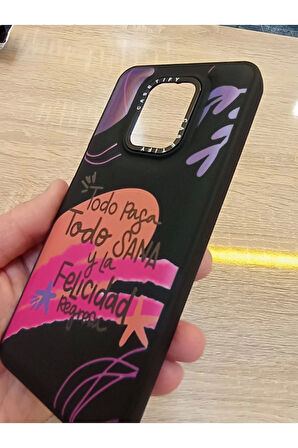 CASETIFY
Todo Pasa
Todo SANA
y la
FELICIDAD
Regresa